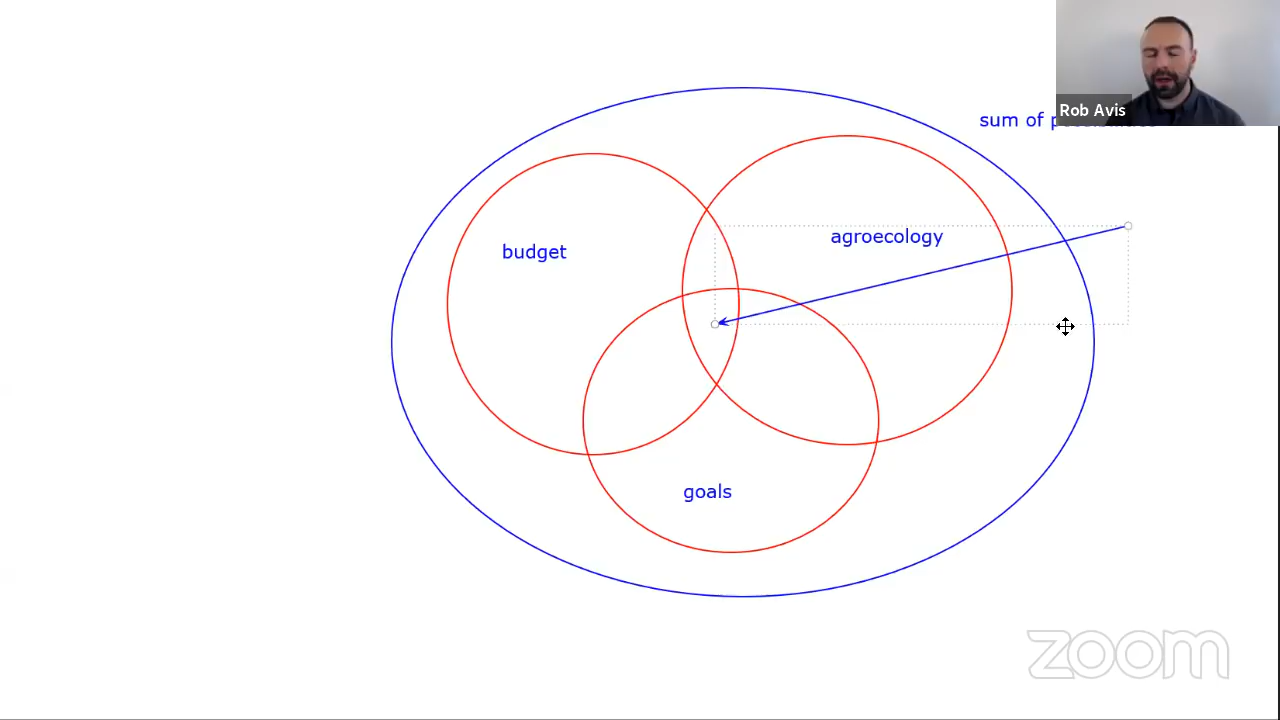 Rob Avis
sum of
agroecology
budget
goals
zoom